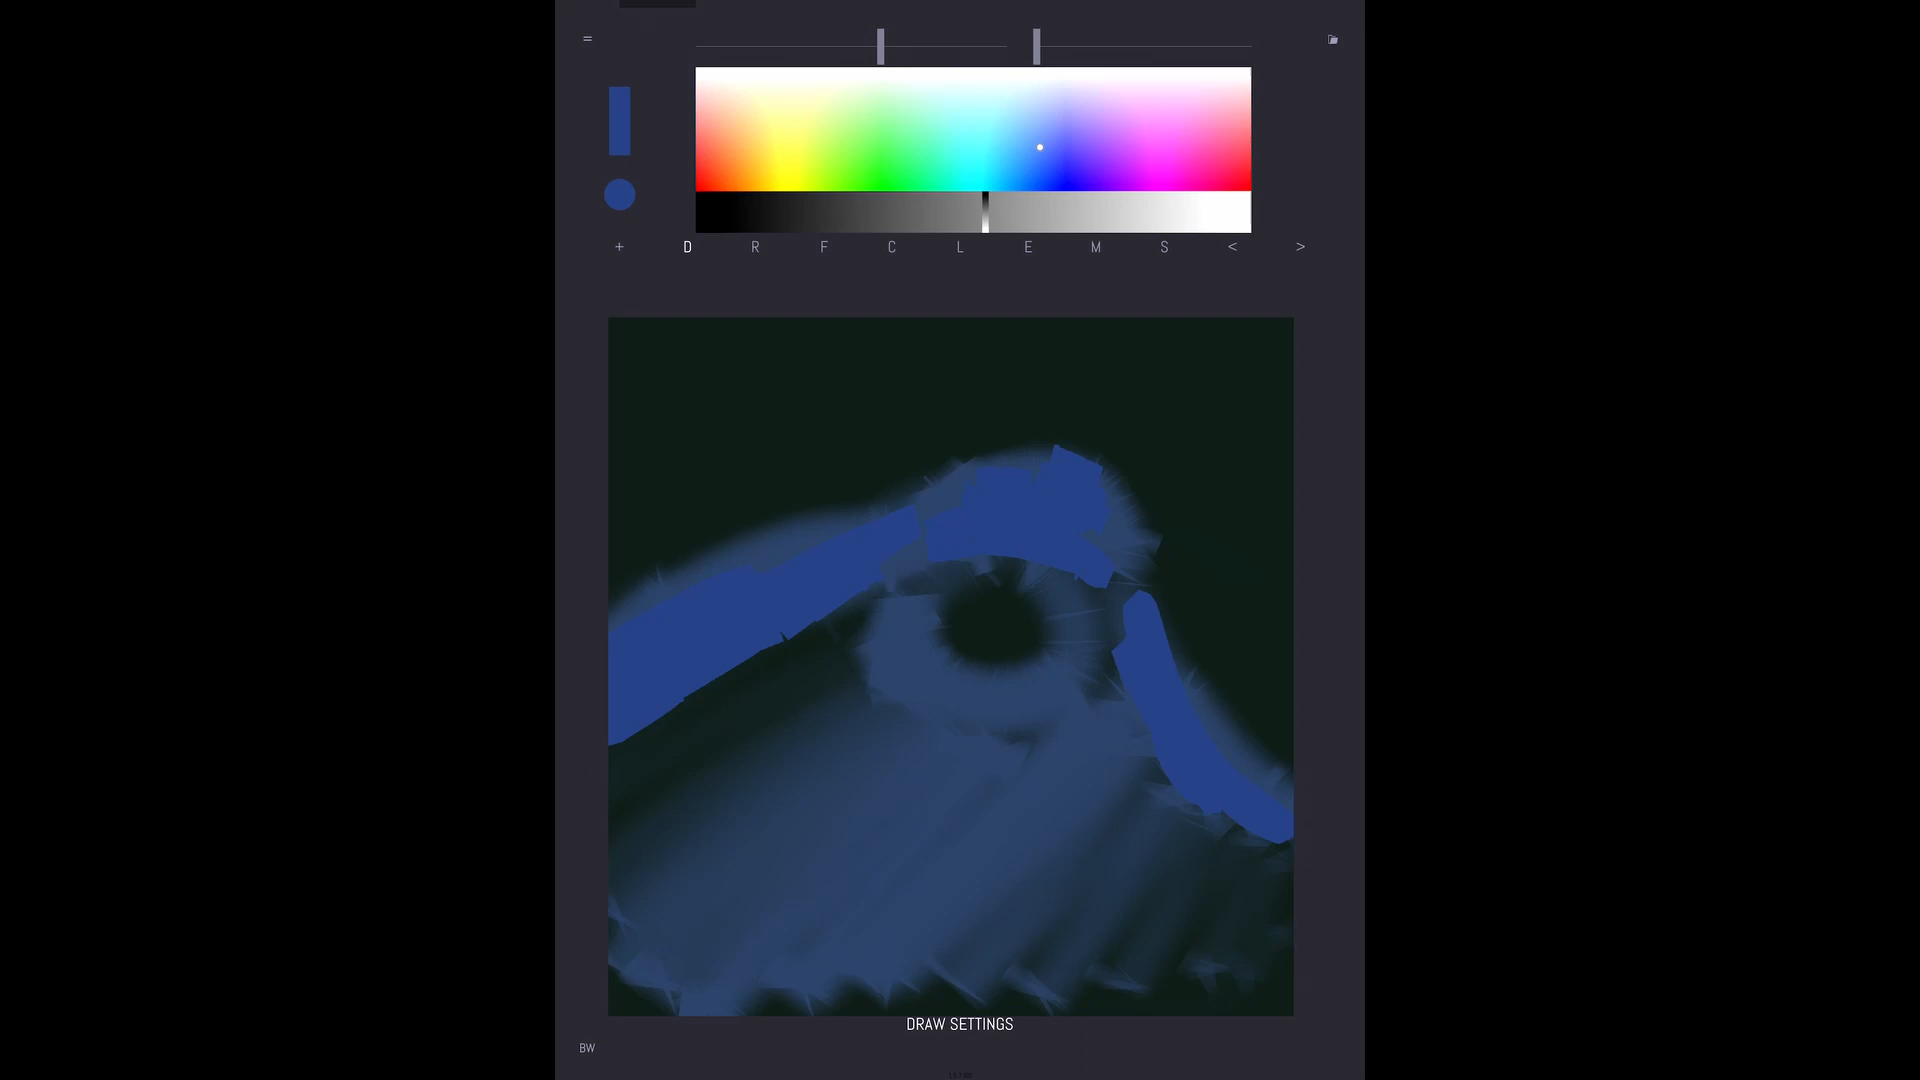 =
+ D R F C L E M S < >
DRAW SETTINGS
BW